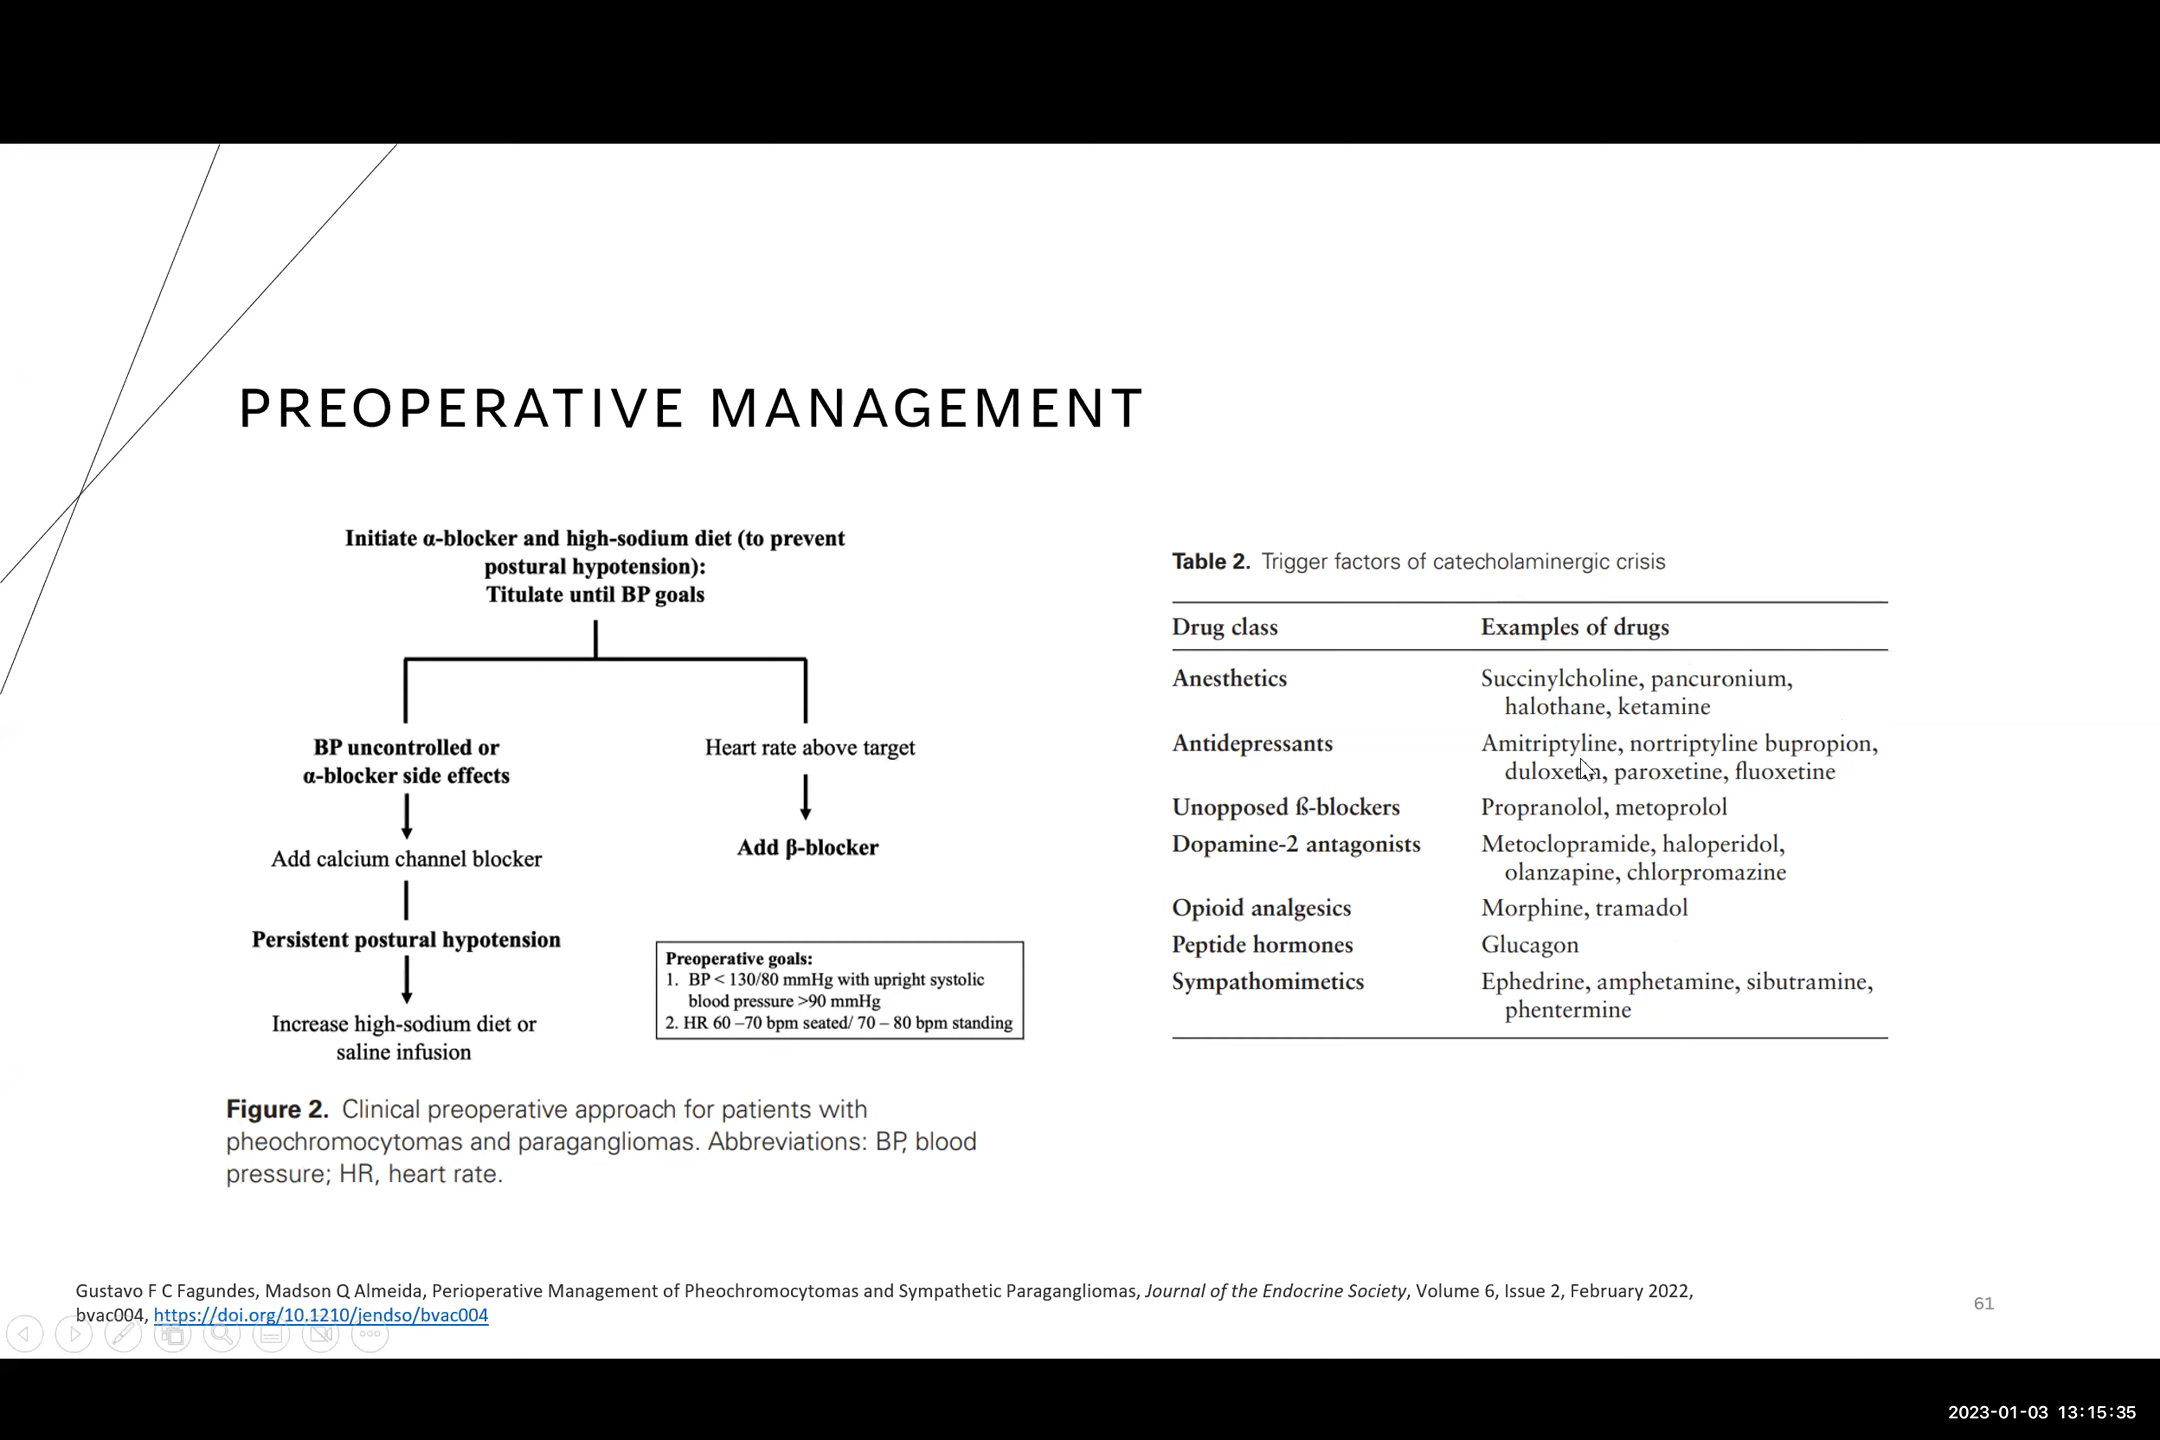 PREOPERATIVE MANAGEMENT
Initiate α-blocker and high-sodium diet (to prevent
postural hypotension):
Titulate until BP goals
BP uncontrolled or
α-blocker side effects
Add calcium channel blocker
Persistent postural hypotension
Increase high-sodium diet or
saline infusion
Heart rate above target
Add β-blocker
Preoperative goals:
1. BP < 130/80 mmHg with upright systolic
blood pressure >90 mmHg
2. HR 60 –70 bpm seated/ 70 – 80 bpm standing
Figure 2. Clinical preoperative approach for patients with
pheochromocytomas and paragangliomas. Abbreviations: BP, blood
pressure; HR, heart rate.
Table 2. Trigger factors of catecholaminergic crisis
Drug class Examples of drugs
Anesthetics Succinylcholine, pancuronium,
halothane, ketamine
Antidepressants Amitriptyline, nortriptyline bupropion,
duloxetin, paroxetine, fluoxetine
Unopposed ß-blockers Propranolol, metoprolol
Dopamine-2 antagonists Metoclopramide, haloperidol,
olanzapine, chlorpromazine
Opioid analgesics Morphine, tramadol
Peptide hormones Glucagon
Sympathomimetics Ephedrine, amphetamine, sibutramine,
phentermine
Gustavo F C Fagundes, Madson Q Almeida, Perioperative Management of Pheochromocytomas and Sympathetic Paragangliomas, Journal of the Endocrine Society, Volume 6, Issue 2, February 2022,
bvac004, https://doi.org/10.1210/jendso/bvac004
61
2023-01-03 13:15:35